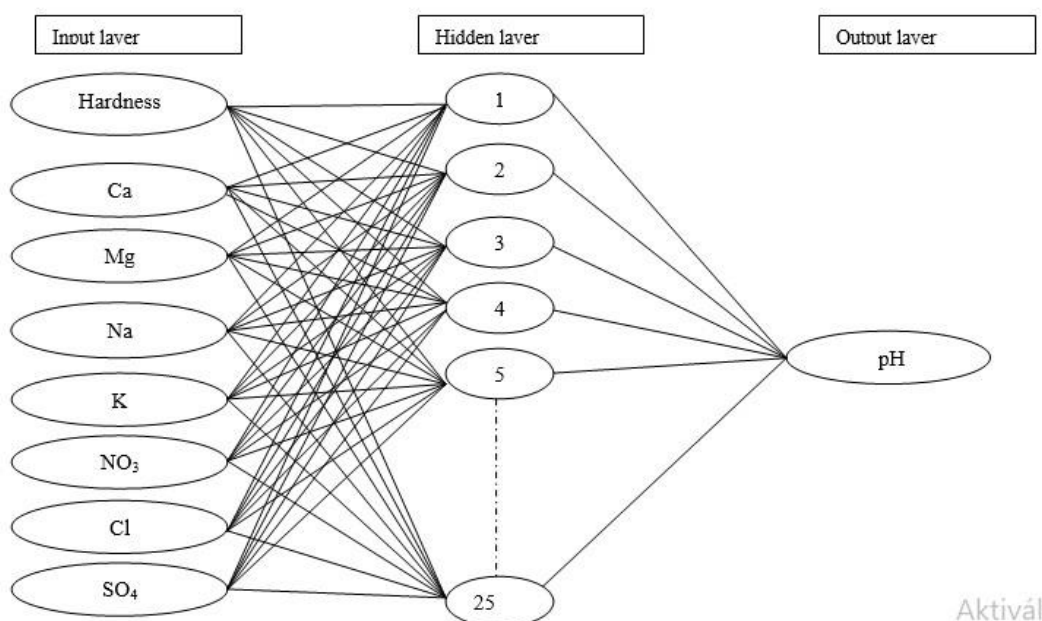 Input layer
Hidden layer
Output layer
Hardness
Ca
Mg
Na
K
NO₃
Cl
SO₄
1
2
3
4
5
25
pH
Aktivál